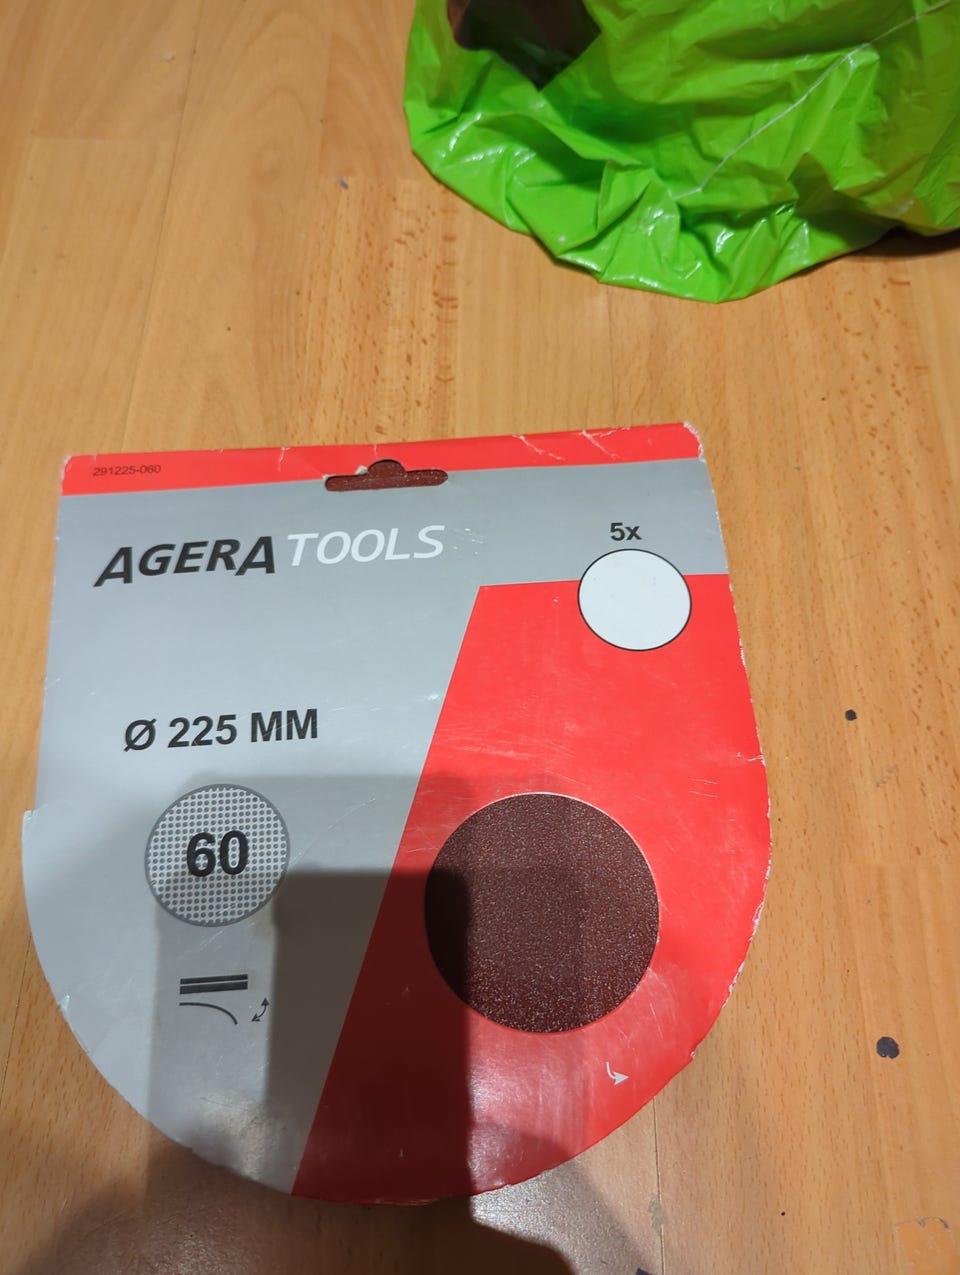 291225-060
AGERA TOOLS
5x
Ø 225 MM
60